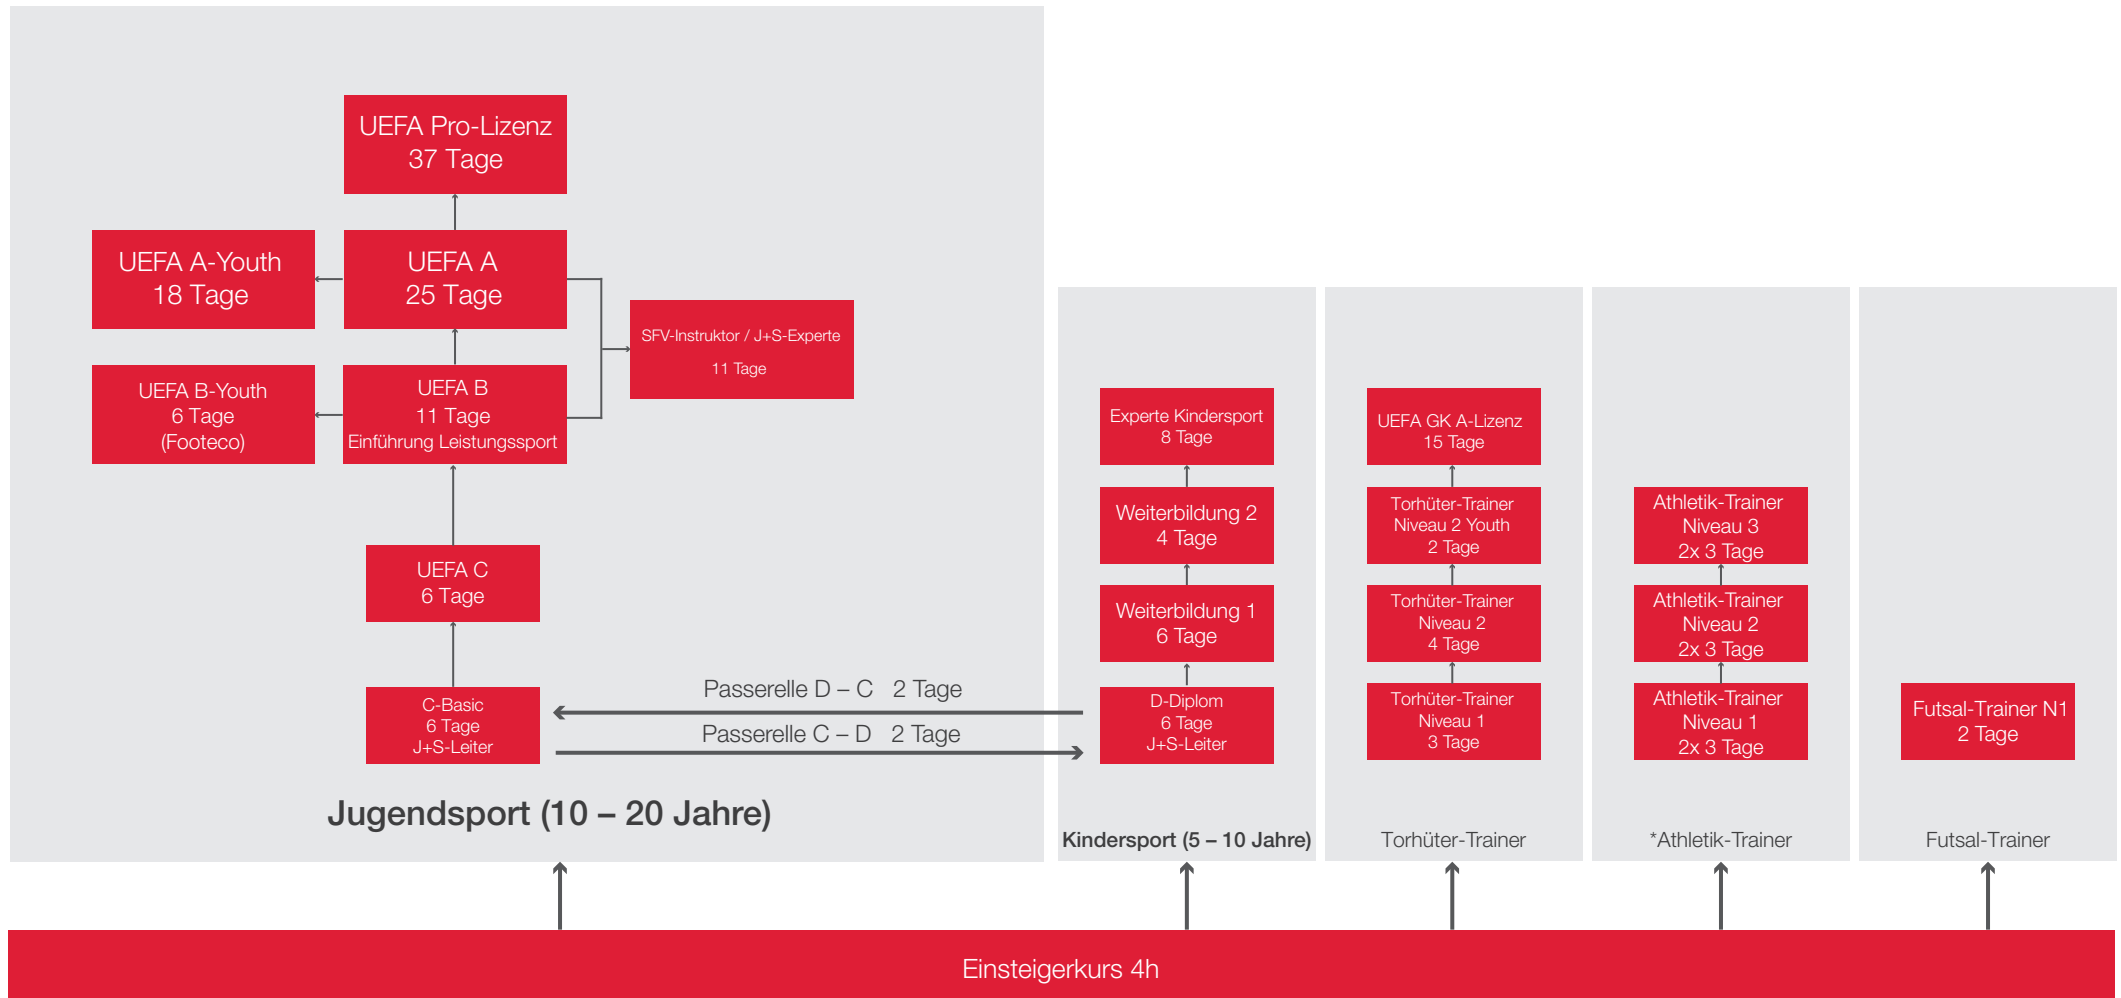 UEFA Pro-Lizenz
37 Tage
UEFA A-Youth
18 Tage
UEFA A
25 Tage
SFV-Instruktor / J+S-Experte
11 Tage
UEFA B-Youth
6 Tage
(Footeco)
UEFA B
11 Tage
Einführung Leistungssport
UEFA C
6 Tage
C-Basic
6 Tage
J+S-Leiter
Passerelle D – C 2 Tage
Passerelle C – D 2 Tage
Jugendsport (10 – 20 Jahre)
Experte Kindersport
8 Tage
Weiterbildung 2
4 Tage
Weiterbildung 1
6 Tage
D-Diplom
6 Tage
J+S-Leiter
Kindersport (5 – 10 Jahre)
UEFA GK A-Lizenz
15 Tage
Torhüter-Trainer
Niveau 2 Youth
2 Tage
Torhüter-Trainer
Niveau 2
4 Tage
Torhüter-Trainer
Niveau 1
3 Tage
Torhüter-Trainer
Athletik-Trainer
Niveau 3
2x 3 Tage
Athletik-Trainer
Niveau 2
2x 3 Tage
Athletik-Trainer
Niveau 1
2x 3 Tage
*Athletik-Trainer
Futsal-Trainer N1
2 Tage
Futsal-Trainer
Einsteigerkurs 4h